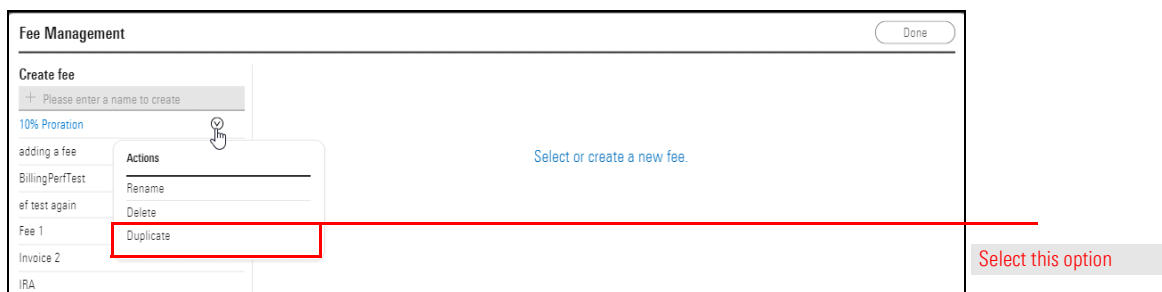 Fee Management
Done
Create fee
+ Please enter a name to create
10% Proration
adding a fee
BillingPerfTest
ef test again
Fee 1
Invoice 2
IRA
Actions
Rename
Delete
Duplicate
Select or create a new fee.
Select this option